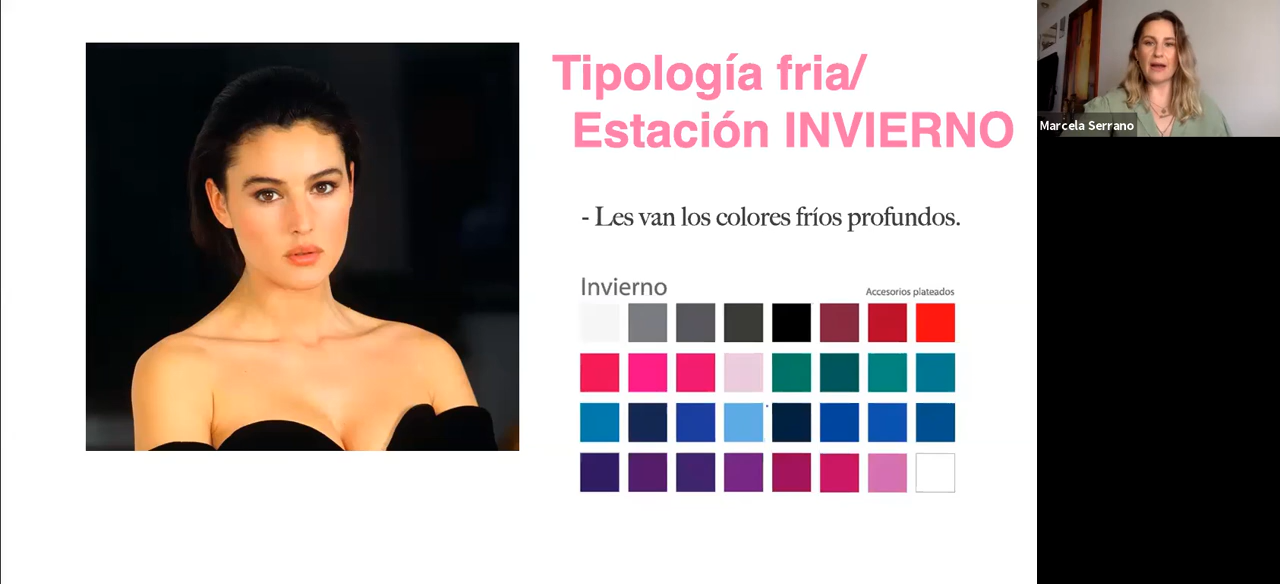 Tipología fria/
Estación INVIERNO
- Les van los colores fríos profundos.
Invierno
Accesorios plateados
Marcela Serrano